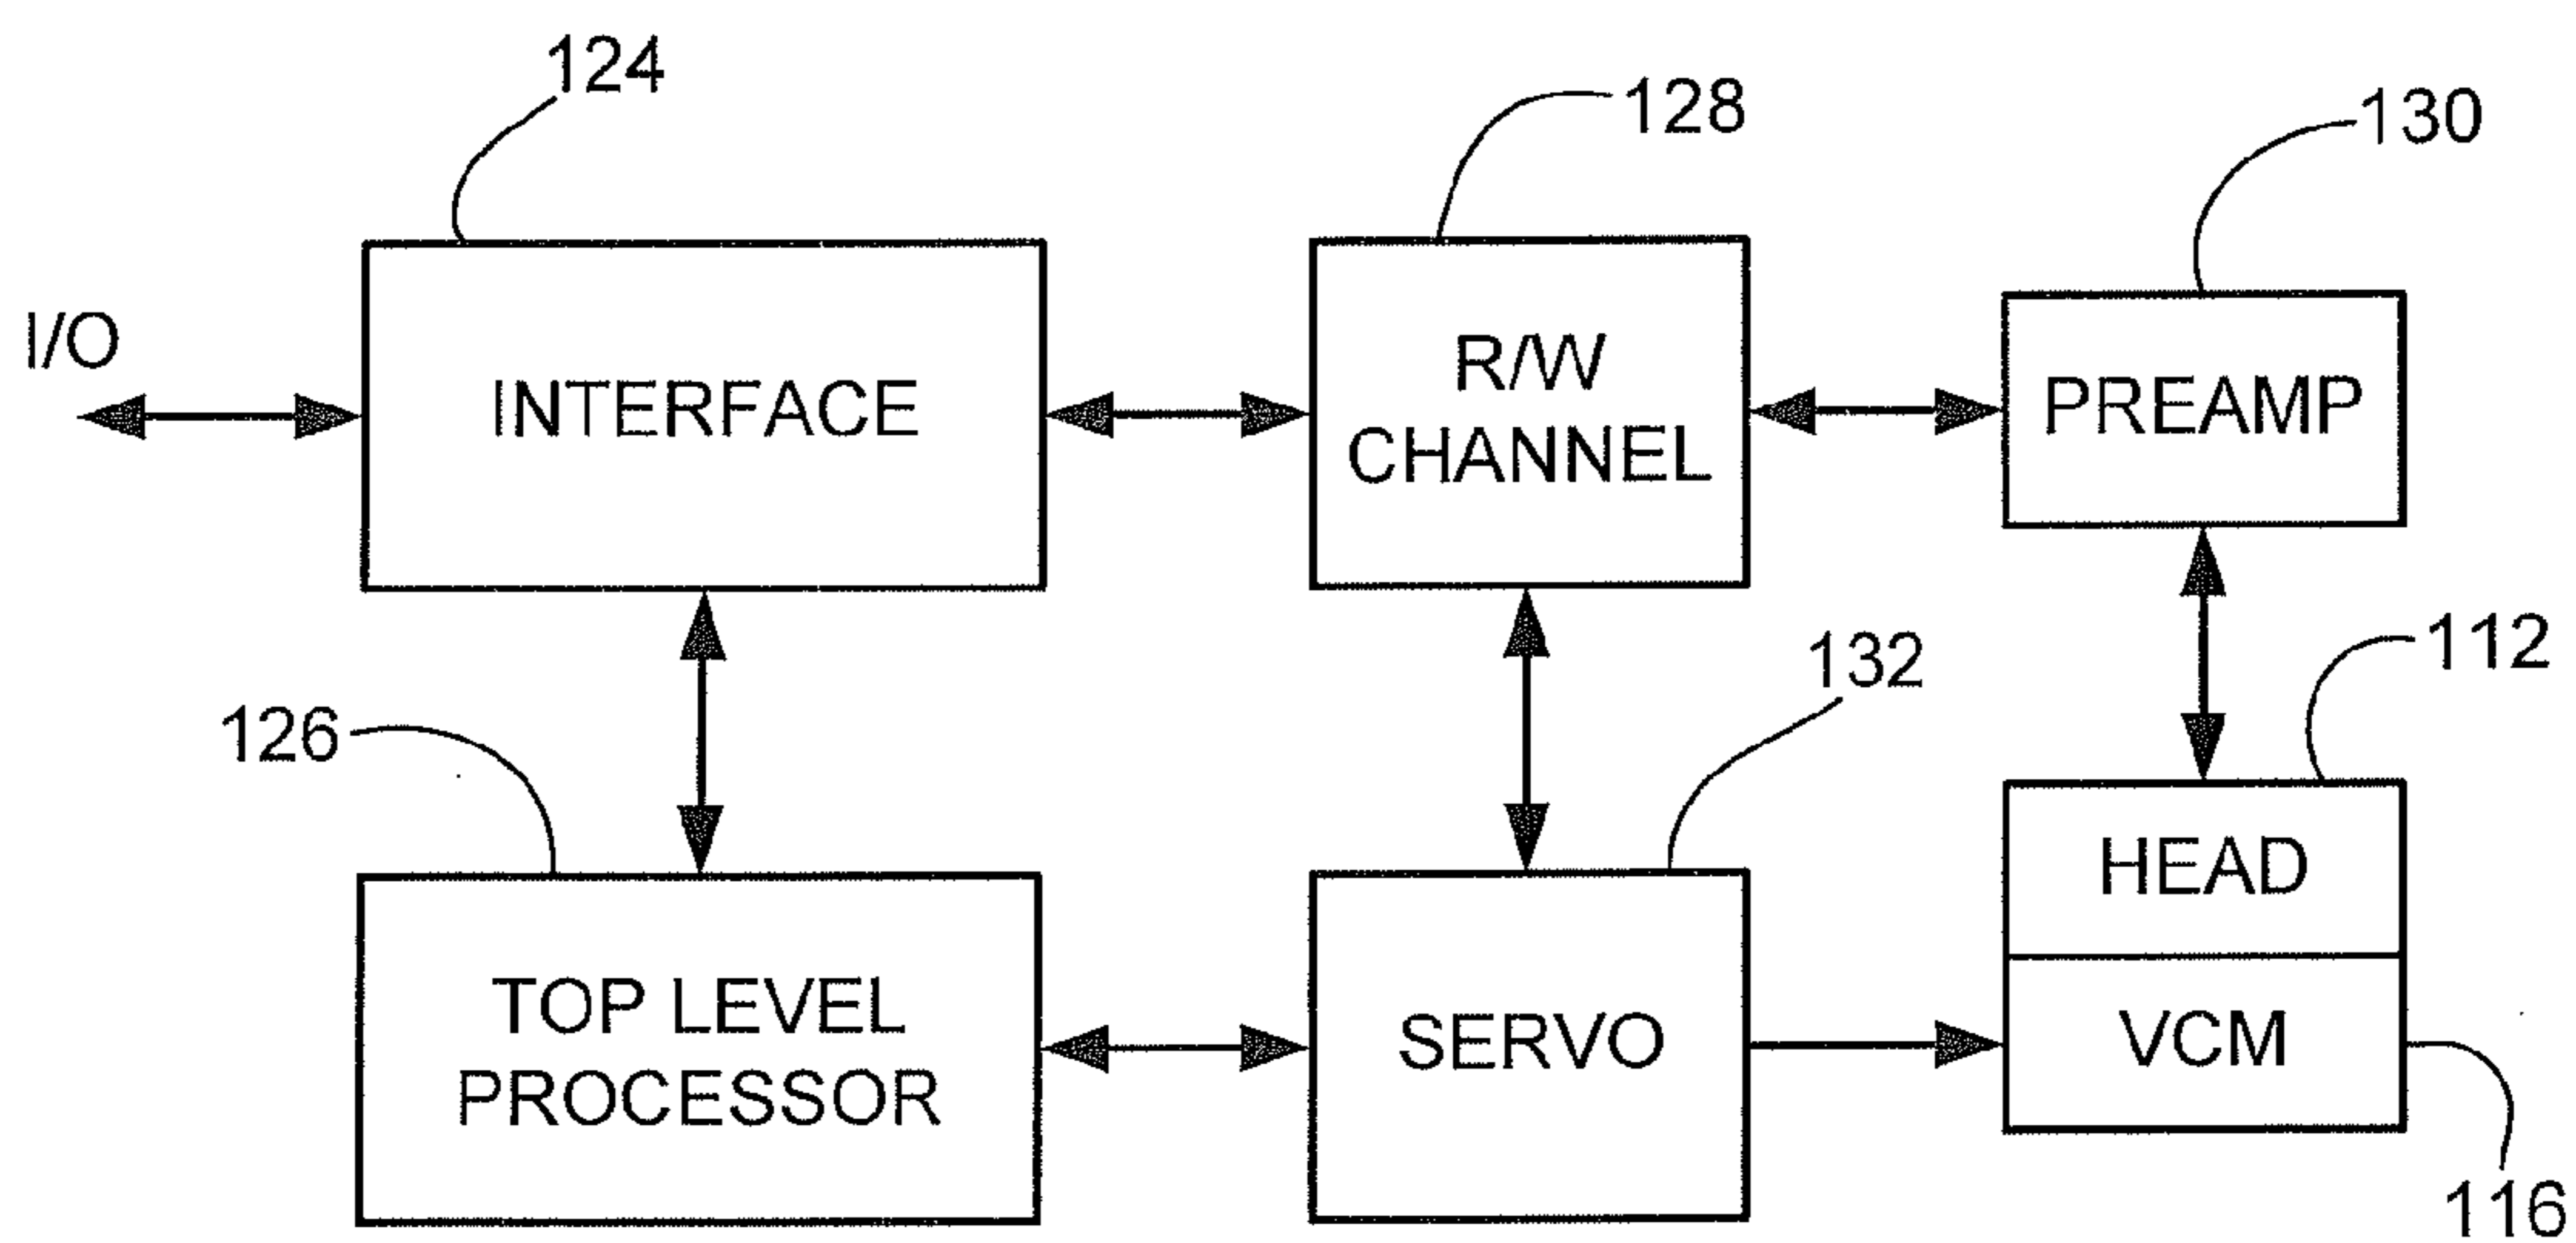 124
128
130
I/O
INTERFACE
R/W
CHANNEL
PREAMP
126
132
112
HEAD
TOP LEVEL
PROCESSOR
SERVO
VCM
116